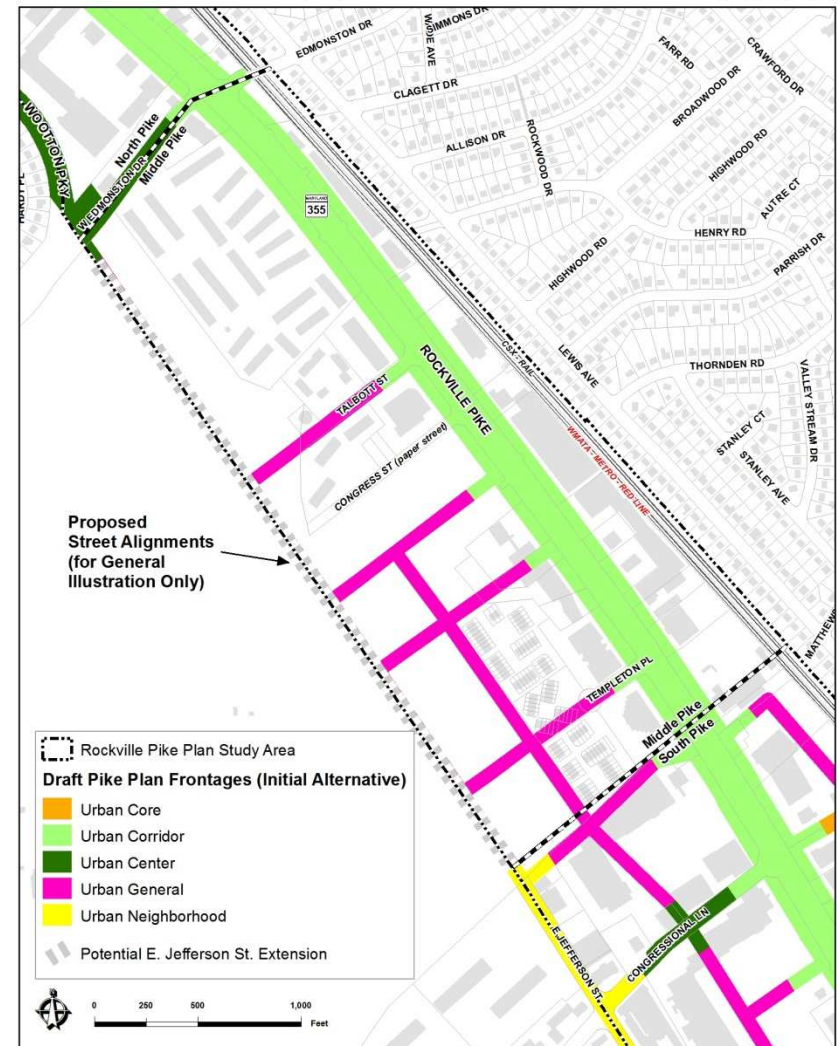 EDMONSTON DR
CLAGETT DR
ALLISON DR
ROCKWOOD DR
FARR RD
CRAWFORD DR
BROADWOOD DR
HIGHWOOD RD
AUTRE CT
HENRY RD
PARRISH DR
HIGHWOOD RD
LEWIS AVE
THORNDEN RD
VALLEY STREAM DR
STANLEY CT
STANLEY AVE
WOOTTON PKY
North Pike
W EDMONSTON DR
Middle Pike
HARDY PL
MARYLAND
355
ROCKVILLE PIKE
CSX - RAIL
WMATA - METRO - RED LINE
TALBOTT ST
CONGRESS ST (paper street)
Proposed
Street Alignments
(for General
Illustration Only)
TEMPLETON PL
Middle Pike
South Pike
CONGRESSIONAL LN
E JEFFERSON ST
Rockville Pike Plan Study Area
Draft Pike Plan Frontages (Initial Alternative)
Urban Core
Urban Corridor
Urban Center
Urban General
Urban Neighborhood
Potential E. Jefferson St. Extension
0 250 500 1,000
Feet